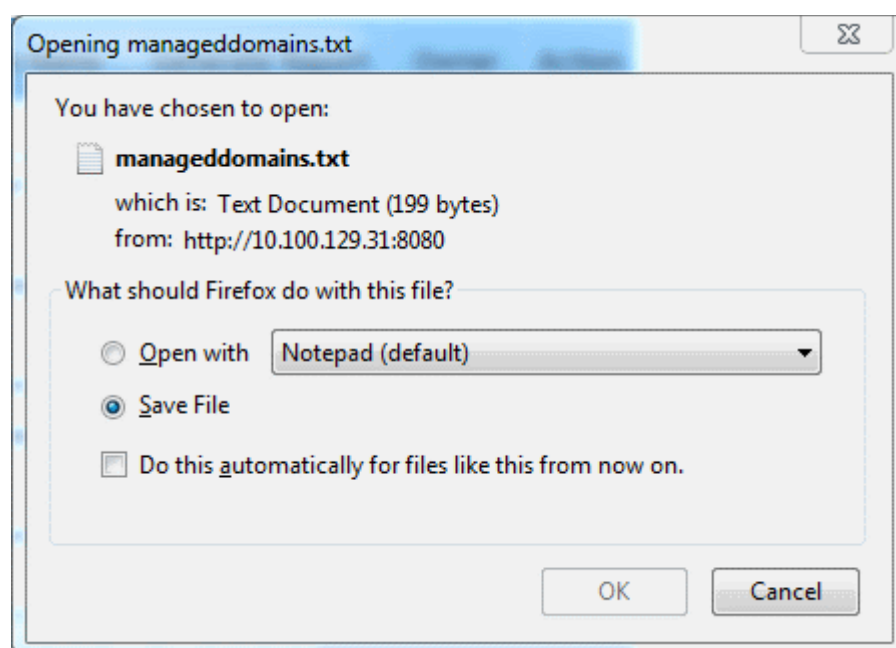 Opening manageddomains.txt
You have chosen to open:
manageddomains.txt
which is: Text Document (199 bytes)
from: http://10.100.129.31:8080
What should Firefox do with this file?
Open with Notepad (default)
Save File
Do this automatically for files like this from now on.
OK Cancel